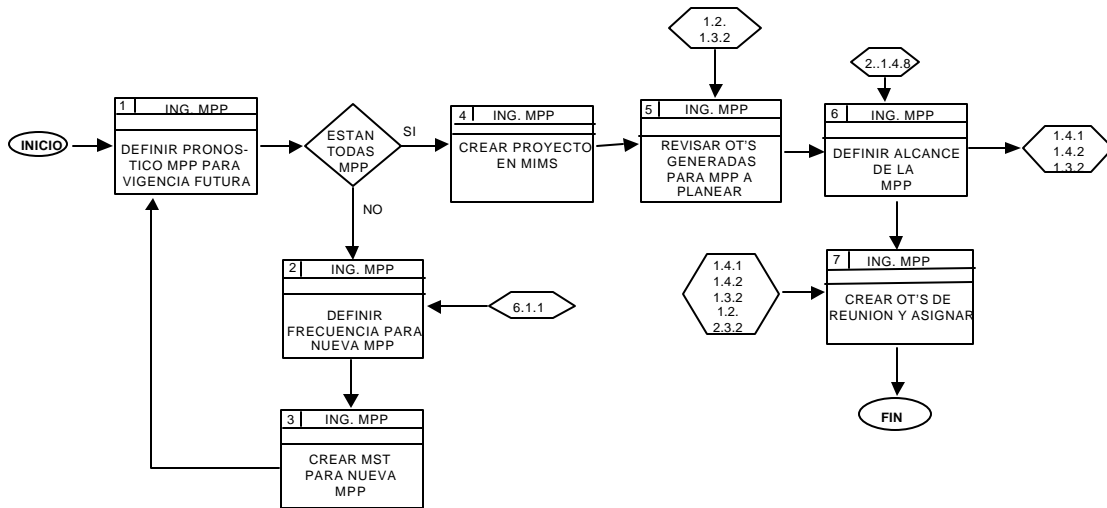 INICIO
1 ING. MPP
DEFINIR PRONOS-
TICO MPP PARA
VIGENCIA FUTURA
ESTAN
TODAS
MPP
SI
NO
2 ING. MPP
DEFINIR
FRECUENCIA PARA
NUEVA MPP
6.1.1
3 ING. MPP
CREAR MST
PARA NUEVA
MPP
4 ING. MPP
CREAR PROYECTO
EN MIMS
1.2.
1.3.2
5 ING. MPP
REVISAR OT'S
GENERADAS
PARA MPP A
PLANEAR
2..1.4.8
6 ING. MPP
DEFINIR ALCANCE
DE LA
MPP
1.4.1
1.4.2
1.3.2
1.4.1
1.4.2
1.3.2
1.2.
2.3.2
7 ING. MPP
CREAR OT'S DE
REUNION Y ASIGNAR
FIN